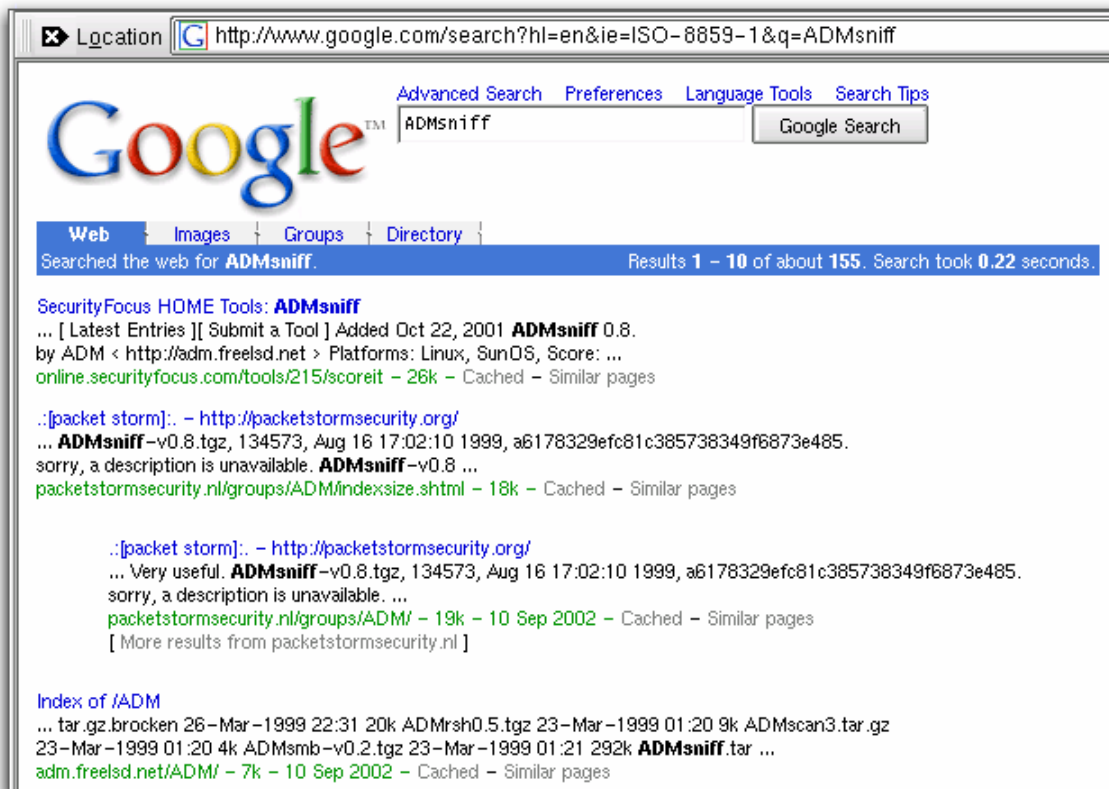 Location http://www.google.com/search?hl=en&ie=ISO-8859-1&q=ADMsniff
Advanced Search Preferences Language Tools Search Tips
Google TM
ADMsniff Google Search
Web Images Groups Directory
Searched the web for ADMsniff. Results 1 - 10 of about 155. Search took 0.22 seconds.
SecurityFocus HOME Tools: ADMsniff
... [ Latest Entries ][ Submit a Tool ] Added Oct 22, 2001 ADMsniff 0.8.
by ADM < http://adm.freelsd.net > Platforms: Linux, SunOS, Score: ...
online.securityfocus.com/tools/215/scoreit - 26k - Cached - Similar pages
.:[packet storm]:. - http://packetstormsecurity.org/
... ADMsniff-v0.8.tgz, 134573, Aug 16 17:02:10 1999, a6178329efc81c385738349f6873e485.
sorry, a description is unavailable. ADMsniff-v0.8 ...
packetstormsecurity.nl/groups/ADM/indexsize.shtml - 18k - Cached - Similar pages
.:[packet storm]:. - http://packetstormsecurity.org/
... Very useful. ADMsniff-v0.8.tgz, 134573, Aug 16 17:02:10 1999, a6178329efc81c385738349f6873e485.
sorry, a description is unavailable. ...
packetstormsecurity.nl/groups/ADM/ - 19k - 10 Sep 2002 - Cached - Similar pages
[ More results from packetstormsecurity.nl ]
Index of /ADM
... tar.gz.brocken 26-Mar-1999 22:31 20k ADMrsh0.5.tgz 23-Mar-1999 01:20 9k ADMscan3.tar.gz
23-Mar-1999 01:20 4k ADMsmb-v0.2.tgz 23-Mar-1999 01:21 292k ADMsniff.tar ...
adm.freelsd.net/ADM/ - 7k - 10 Sep 2002 - Cached - Similar pages